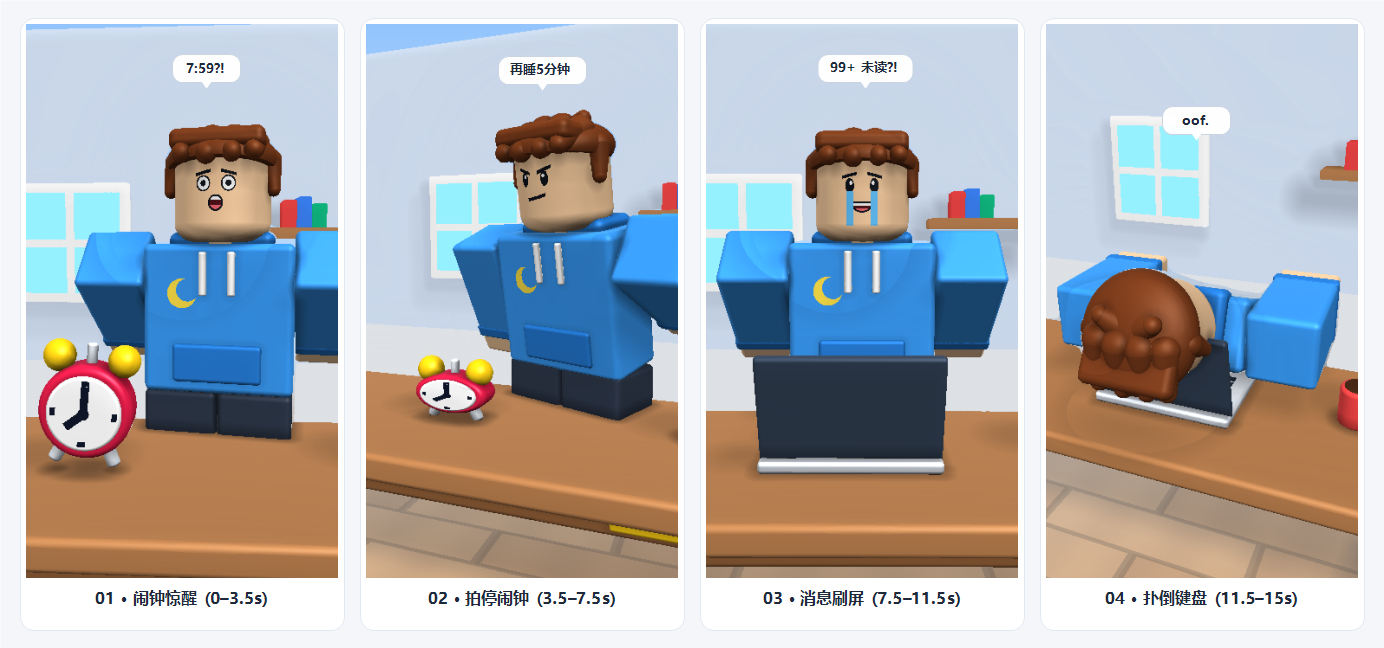 7:59?!
再睡5分钟
99+ 未读?!
oof.
01 • 闹钟惊醒 (0–3.5s)
02 • 拍停闹钟 (3.5–7.5s)
03 • 消息刷屏 (7.5–11.5s)
04 • 扑倒键盘 (11.5–15s)